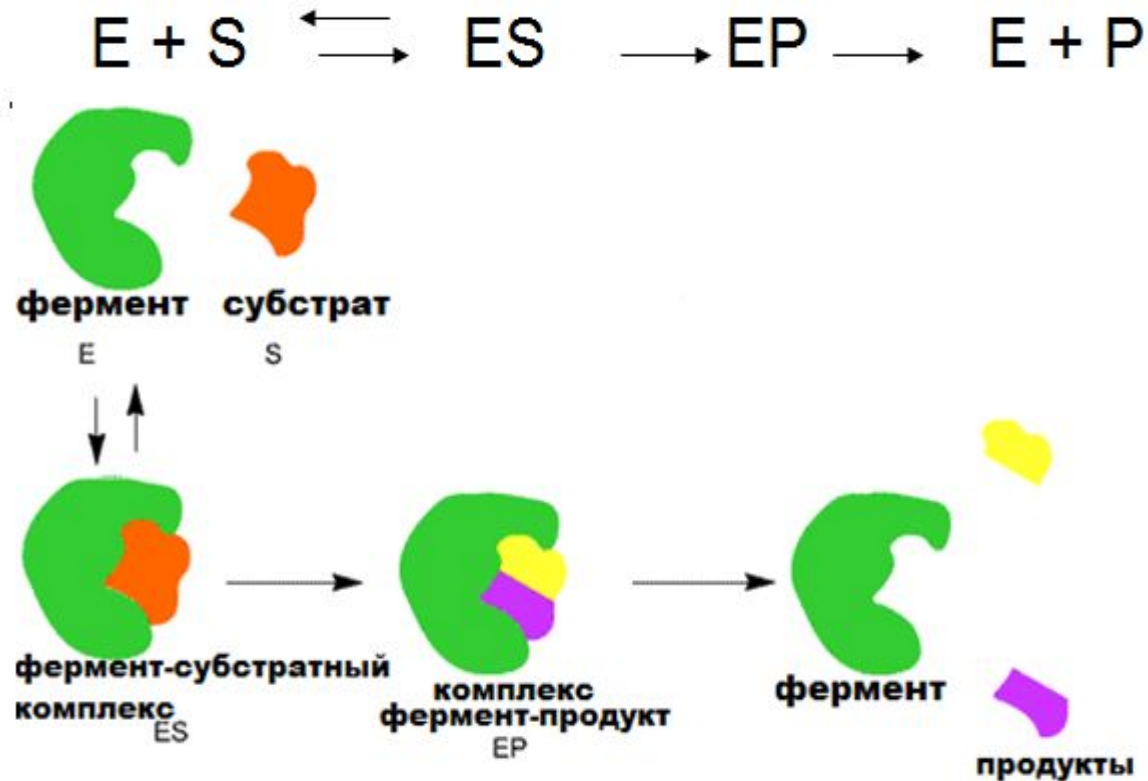 E + S ⇄ ES → EP → E + P
фермент субстрат
E S
фермент-субстратный
комплекс
ES
комплекс
фермент-продукт
EP
фермент
продукты